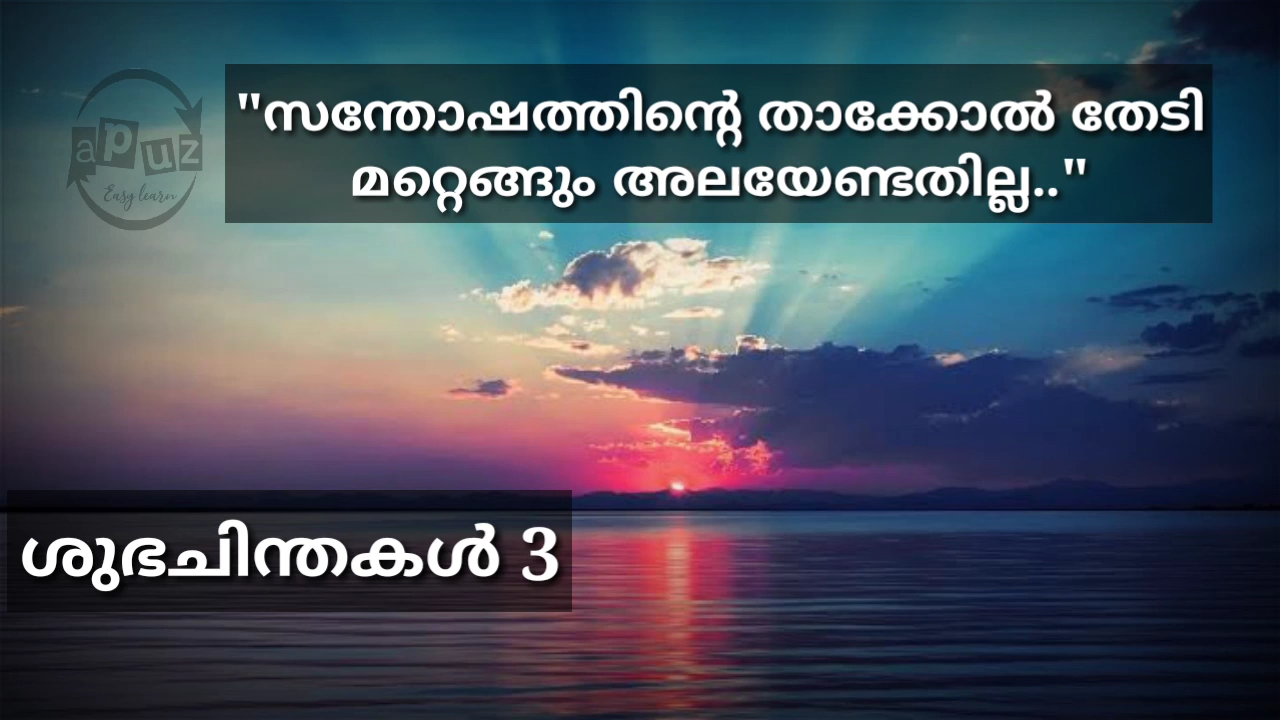 "സന്തോഷത്തിന്റെ താക്കോൽ തേടി
മറ്റെങ്ങും അലയേണ്ടതില്ല.."
apuz
Easy learn
ശുഭചിന്തകൾ 3